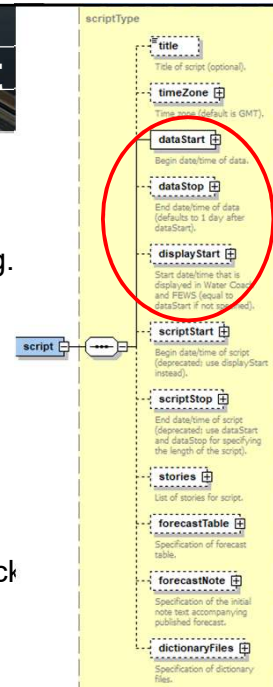 scriptType
title
Title of script (optional).
timeZone
Time zone (default is GMT).
dataStart
Begin date/time of data.
dataStop
End date/time of data
(defaults to 1 day after
dataStart).
g.
displayStart
Start date/time that is
displayed in Water Coach
and FEWS (equal to
dataStart if not specified).
script
scriptStart
Begin date/time of script
(deprecated; use displayStart
instead).
scriptStop
End date/time of script
(deprecated; use dataStart
and dataStop for specifying
the length of the script).
stories
List of stories for script.
forecastTable
Specification of forecast
table.
ck
forecastNote
Specification of the initial
note text accompanying
published forecast.
dictionaryFiles
Specification of dictionary
files.